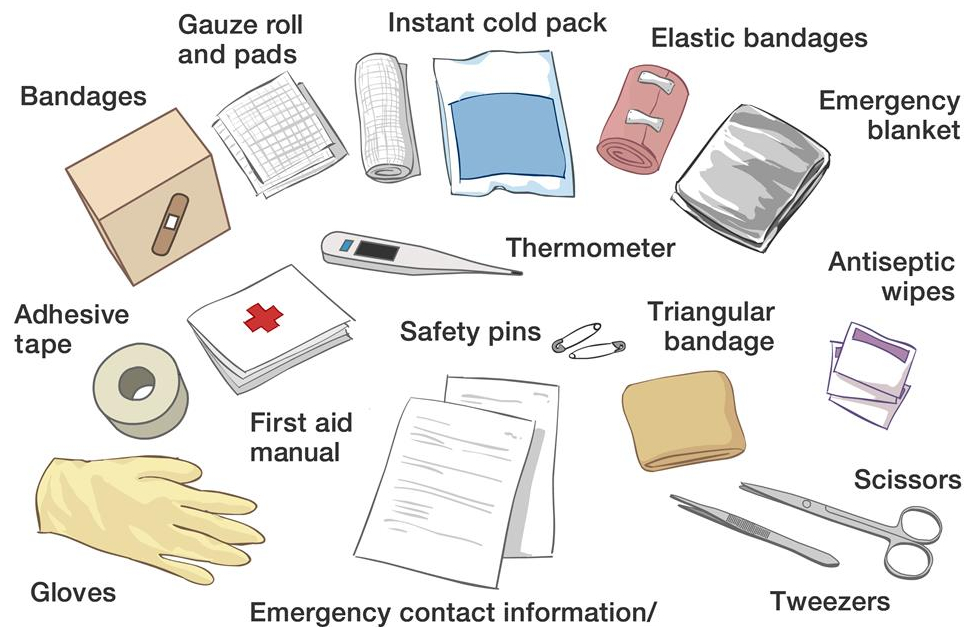 Gauze roll
and pads
Instant cold pack
Elastic bandages
Bandages
Emergency
blanket
Thermometer
Antiseptic
wipes
Adhesive
tape
Safety pins
Triangular
bandage
First aid
manual
Scissors
Gloves
Tweezers
Emergency contact information/